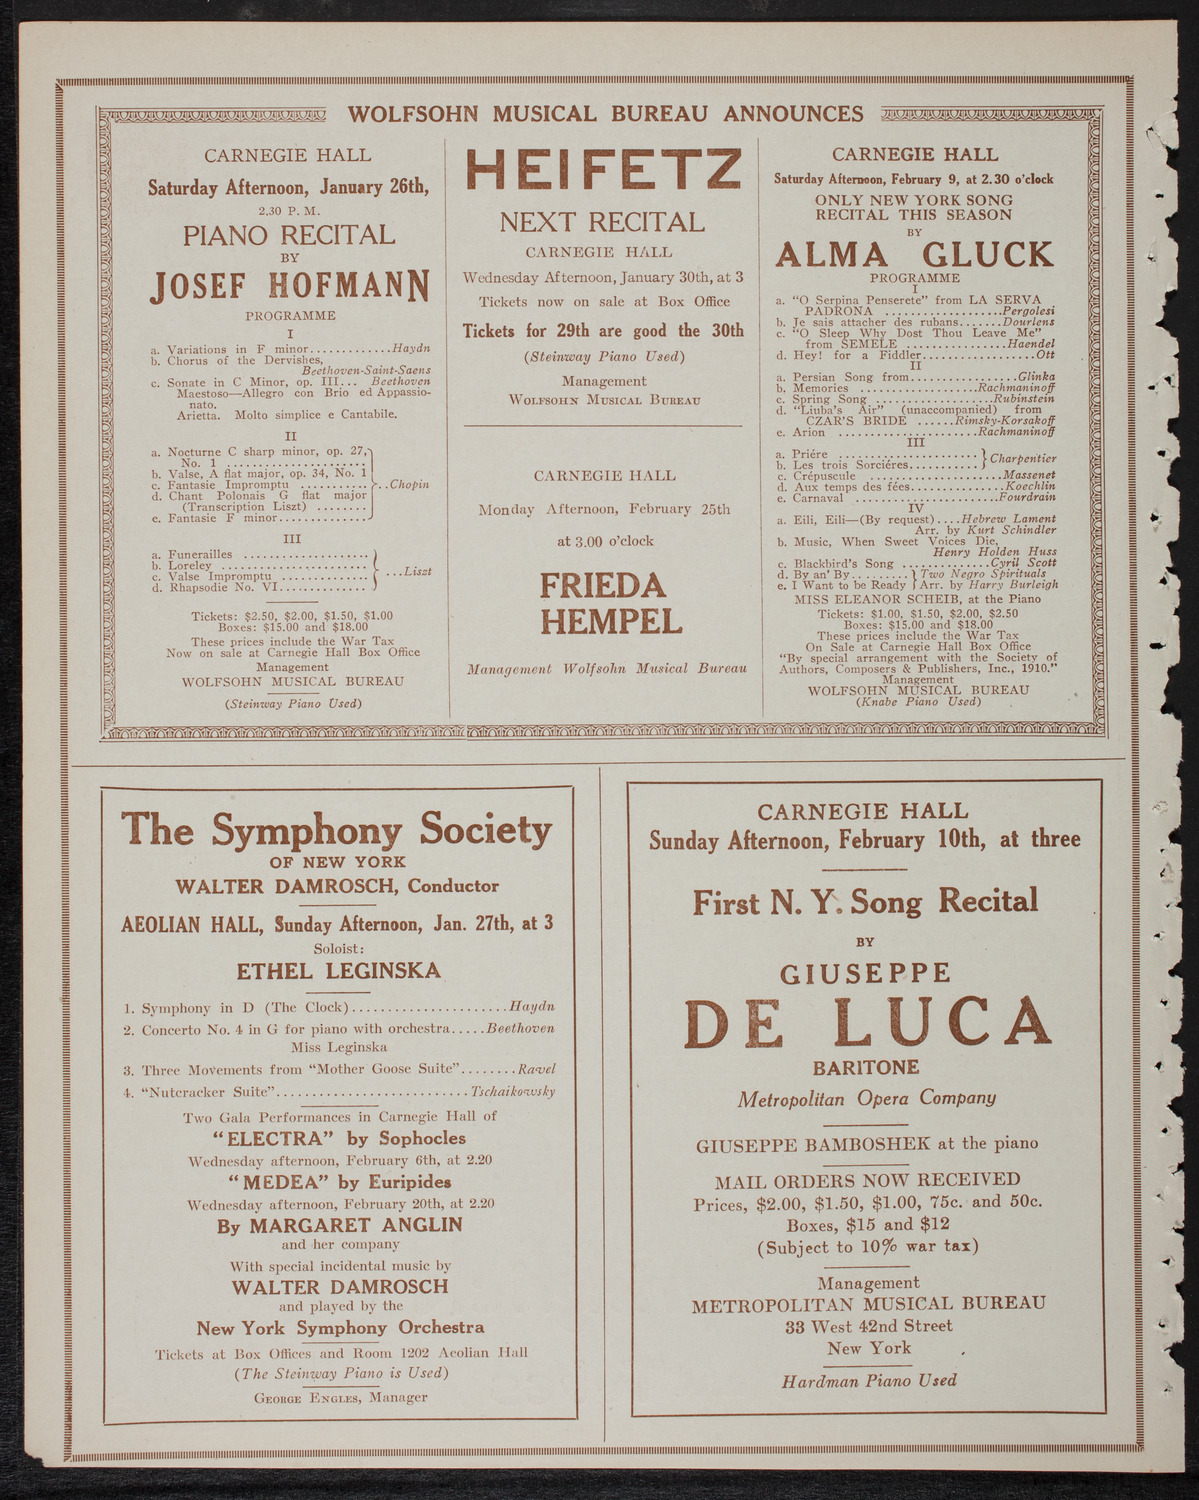 WOLFSOHN MUSICAL BUREAU ANNOUNCES
CARNEGIE HALL
Saturday Afternoon, January 26th,
2.30 P. M.
PIANO RECITAL
BY
JOSEF HOFMANN
PROGRAMME
I
a. Variations in F minor............Haydn
b. Chorus of the Dervishes,
Beethoven-Saint-Saens
c. Sonate in C Minor, op. III... Beethoven
Maestoso—Allegro con Brio ed Appassio-
nato.
Arietta. Molto simplice e Cantabile.
II
a. Nocturne C sharp minor, op. 27,
No. 1 .....................
b. Valse, A flat major, op. 34, No. 1
c. Fantasie Impromptu .......... ..Chopin
d. Chant Polonais G flat major
(Transcription Liszt) ........
e. Fantasie F minor..............
III
a. Funerailles ...................
b. Loreley ......................
c. Valse Impromptu ............. ...Liszt
d. Rhapsodie No. VI.............
Tickets: $2.50, $2.00, $1.50, $1.00
Boxes: $15.00 and $18.00
These prices include the War Tax
Now on sale at Carnegie Hall Box Office
Management
WOLFSOHN MUSICAL BUREAU
(Steinway Piano Used)
HEIFETZ
NEXT RECITAL
CARNEGIE HALL
Wednesday Afternoon, January 30th, at 3
Tickets now on sale at Box Office
Tickets for 29th are good the 30th
(Steinway Piano Used)
Management
WOLFSOHN MUSICAL BUREAU
CARNEGIE HALL
Monday Afternoon, February 25th
at 3.00 o'clock
FRIEDA
HEMPEL
Management Wolfsohn Musical Bureau
CARNEGIE HALL
Saturday Afternoon, February 9, at 2.30 o'clock
ONLY NEW YORK SONG
RECITAL THIS SEASON
BY
ALMA GLUCK
PROGRAMME
I
a. "O Serpina Penserete" from LA SERVA
PADRONA .................Pergolesi
b. Je sais attacher des rubans.......Dourlens
c. "O Sleep Why Dost Thou Leave Me"
from SEMELE ...............Haendel
d. Hey! for a Fiddler.................Ott
II
a. Persian Song from................Glinka
b. Memories .....................Rachmaninoff
c. Spring Song ..................Rubinstein
d. "Liuba's Air" (unaccompanied) from
CZAR'S BRIDE ......Rimsky-Korsakoff
e. Arion .....................Rachmaninoff
III
a. Priére .....................
b. Les trois Sorciéres.......... Charpentier
c. Crépuscule .....................Massenet
d. Aux temps des fées..............Koechlin
e. Carnaval .....................Fourdrain
IV
a. Eili, Eili—(By request)....Hebrew Lament
Arr. by Kurt Schindler
b. Music, When Sweet Voices Die,
Henry Holden Huss
c. Blackbird's Song .............Cyril Scott
d. By an' By......... Two Negro Spirituals
e. I Want to be Ready Arr. by Harry Burleigh
MISS ELEANOR SCHEIB, at the Piano
Tickets: $1.00, $1.50, $2.00, $2.50
Boxes: $15.00 and $18.00
These prices include the War Tax
On Sale at Carnegie Hall Box Office
"By special arrangement with the Society of
Authors, Composers & Publishers, Inc., 1910."
Management
WOLFSOHN MUSICAL BUREAU
(Knabe Piano Used)
The Symphony Society
OF NEW YORK
WALTER DAMROSCH, Conductor
AEOLIAN HALL, Sunday Afternoon, Jan. 27th, at 3
Soloist:
ETHEL LEGINSKA
1. Symphony in D (The Clock).......................Haydn
2. Concerto No. 4 in G for piano with orchestra.....Beethoven
Miss Leginska
3. Three Movements from "Mother Goose Suite"........Ravel
4. "Nutcracker Suite"...........................Tschaikowsky
Two Gala Performances in Carnegie Hall of
"ELECTRA" by Sophocles
Wednesday afternoon, February 6th, at 2.20
"MEDEA" by Euripides
Wednesday afternoon, February 20th, at 2.20
By MARGARET ANGLIN
and her company
With special incidental music by
WALTER DAMROSCH
and played by the
New York Symphony Orchestra
Tickets at Box Offices and Room 1202 Aeolian Hall
(The Steinway Piano is Used)
GEORGE ENGLES, Manager
CARNEGIE HALL
Sunday Afternoon, February 10th, at three
First N. Y. Song Recital
BY
GIUSEPPE
DE LUCA
BARITONE
Metropolitan Opera Company
GIUSEPPE BAMBOSHEK at the piano
MAIL ORDERS NOW RECEIVED
Prices, $2.00, $1.50, $1.00, 75c. and 50c.
Boxes, $15 and $12
(Subject to 10% war tax)
Management
METROPOLITAN MUSICAL BUREAU
33 West 42nd Street
New York
Hardman Piano Used